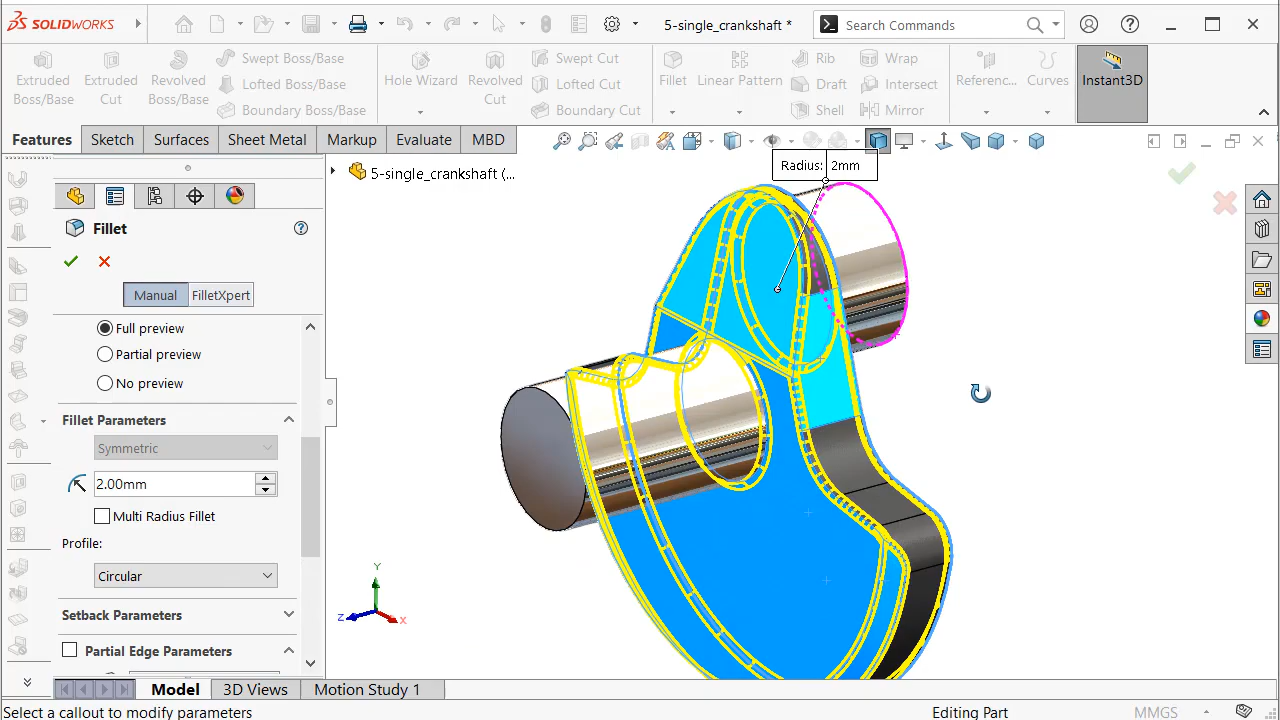 SOLIDWORKS
5-single_crankshaft *
Search Commands
Extruded Boss/Base
Extruded Cut
Revolved Boss/Base
Swept Boss/Base
Lofted Boss/Base
Boundary Boss/Base
Hole Wizard
Revolved Cut
Swept Cut
Lofted Cut
Boundary Cut
Fillet
Linear Pattern
Rib
Draft
Shell
Wrap
Intersect
Mirror
Referenc...
Curves
Instant3D
Features
Sketch
Surfaces
Sheet Metal
Markup
Evaluate
MBD
5-single_crankshaft (...
Radius: 2mm
Fillet
Manual
FilletXpert
Full preview
Partial preview
No preview
Fillet Parameters
Symmetric
2.00mm
Multi Radius Fillet
Profile:
Circular
Setback Parameters
Partial Edge Parameters
Y
Z
X
Model
3D Views
Motion Study 1
Select a callout to modify parameters
Editing Part
MMGS